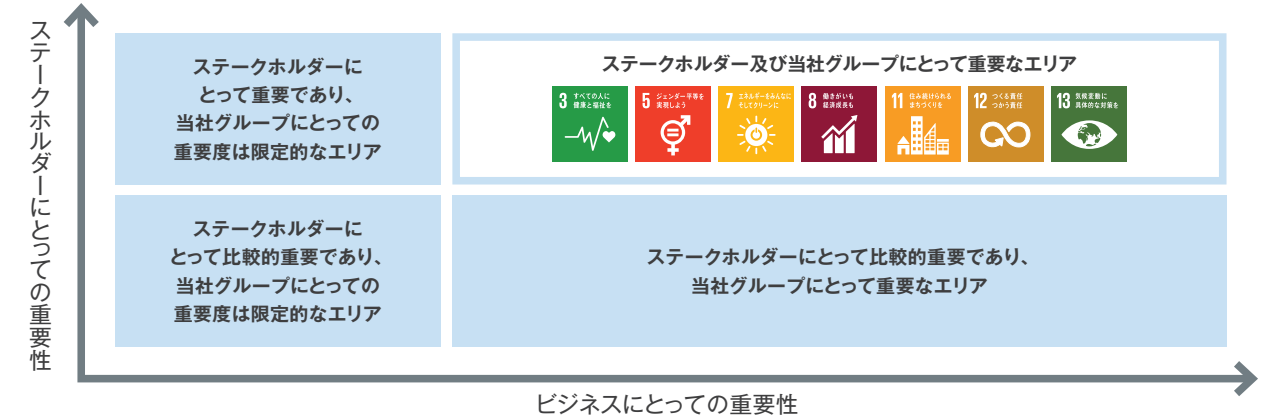 ステークホルダーにとっての重要性
ステークホルダーに
とって重要であり、
当社グループにとっての
重要度は限定的なエリア
ステークホルダー及び当社グループにとって重要なエリア
3 すべての人に
健康と福祉を
5 ジェンダー平等を
実現しよう
7 エネルギーをみんなに
そしてクリーンに
8 働きがいも
経済成長も
11 住み続けられる
まちづくりを
12 つくる責任
つかう責任
13 気候変動に
具体的な対策を
ステークホルダーに
とって比較的重要であり、
当社グループにとっての
重要度は限定的なエリア
ステークホルダーにとって比較的重要であり、
当社グループにとって重要なエリア
ビジネスにとっての重要性